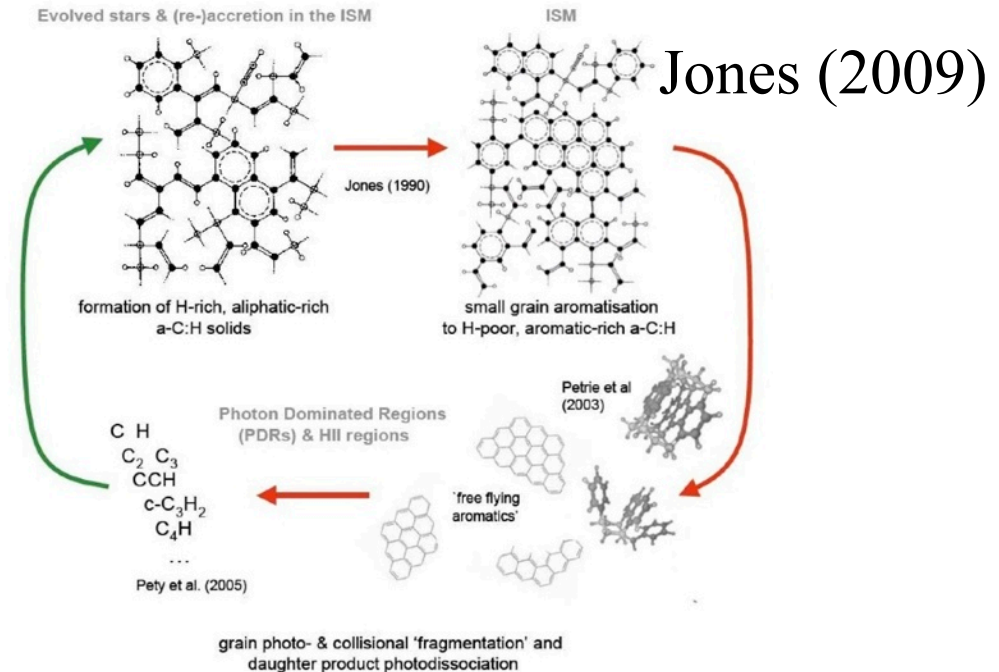 Evolved stars & (re-)accretion in the ISM
ISM
Jones (2009)
Jones (1990)
formation of H-rich, aliphatic-rich
a-C:H solids
small grain aromatisation
to H-poor, aromatic-rich a-C:H
Petrie et al
(2003)
Photon Dominated Regions
(PDRs) & HII regions
C H
C₂ C₃
CCH
c-C₃H₂
C₄H
...
Pety et al. (2005)
'free flying
aromatics'
grain photo- & collisional 'fragmentation' and
daughter product photodissociation